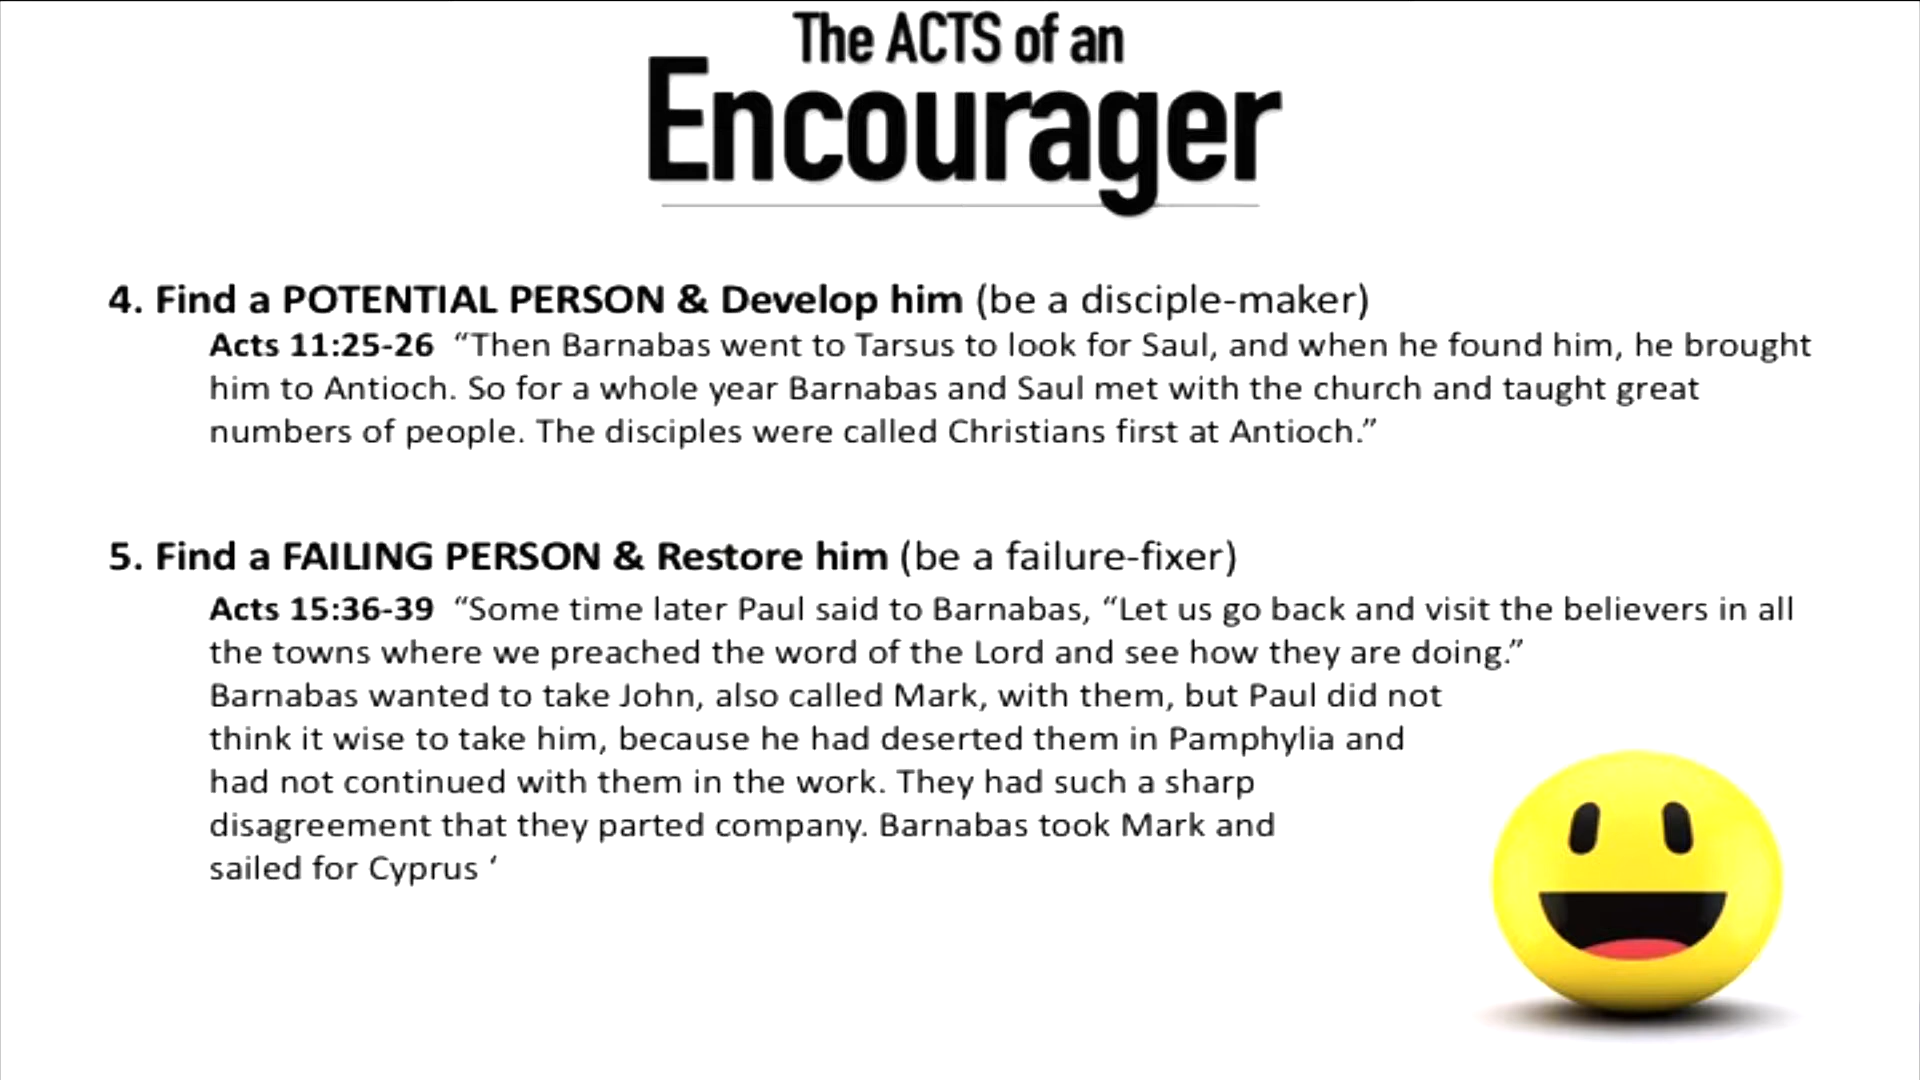 The ACTS of an
Encourager
4. Find a POTENTIAL PERSON & Develop him (be a disciple-maker)
Acts 11:25-26  “Then Barnabas went to Tarsus to look for Saul, and when he found him, he brought
him to Antioch. So for a whole year Barnabas and Saul met with the church and taught great
numbers of people. The disciples were called Christians first at Antioch.”
5. Find a FAILING PERSON & Restore him (be a failure-fixer)
Acts 15:36-39  “Some time later Paul said to Barnabas, “Let us go back and visit the believers in all
the towns where we preached the word of the Lord and see how they are doing.”
Barnabas wanted to take John, also called Mark, with them, but Paul did not
think it wise to take him, because he had deserted them in Pamphylia and
had not continued with them in the work. They had such a sharp
disagreement that they parted company. Barnabas took Mark and
sailed for Cyprus ‘